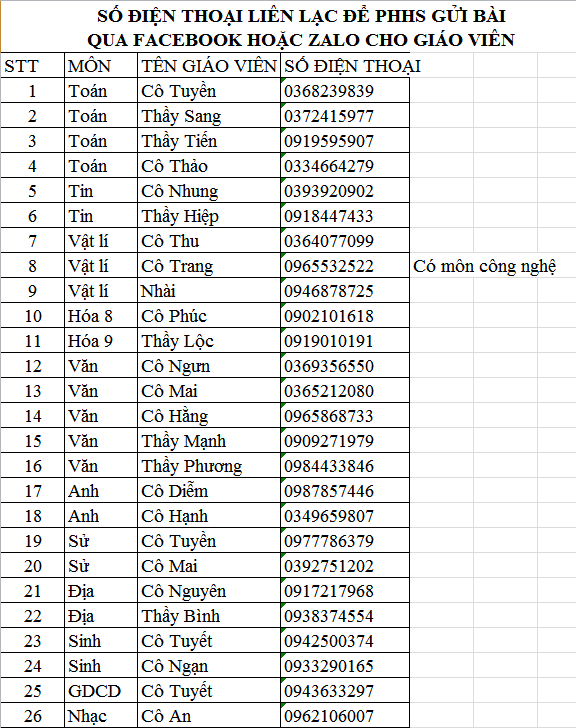 SỐ ĐIỆN THOẠI LIÊN LẠC ĐỂ PHHS GỬI BÀI
QUA FACEBOOK HOẶC ZALO CHO GIÁO VIÊN
STT MÔN TÊN GIÁO VIÊN SỐ ĐIỆN THOẠI
1 Toán Cô Tuyền 0368239839
2 Toán Thầy Sang 0372415977
3 Toán Thầy Tiến 0919595907
4 Toán Cô Thảo 0334664279
5 Tin Cô Nhung 0393920902
6 Tin Thầy Hiệp 0918447433
7 Vật lí Cô Thu 0364077099
8 Vật lí Cô Trang 0965532522 Có môn công nghệ
9 Vật lí Nhài 0946878725
10 Hóa 8 Cô Phúc 0902101618
11 Hóa 9 Thầy Lộc 0919010191
12 Văn Cô Ngưn 0369356550
13 Văn Cô Mai 0365212080
14 Văn Cô Hằng 0965868733
15 Văn Thầy Mạnh 0909271979
16 Văn Thầy Phương 0984433846
17 Anh Cô Diễm 0987857446
18 Anh Cô Hạnh 0349659807
19 Sử Cô Tuyền 0977786379
20 Sử Cô Mai 0392751202
21 Địa Cô Nguyên 0917217968
22 Địa Thầy Bình 0938374554
23 Sinh Cô Tuyết 0942500374
24 Sinh Cô Ngạn 0933290165
25 GDCD Cô Tuyết 0943633297
26 Nhạc Cô An 0962106007